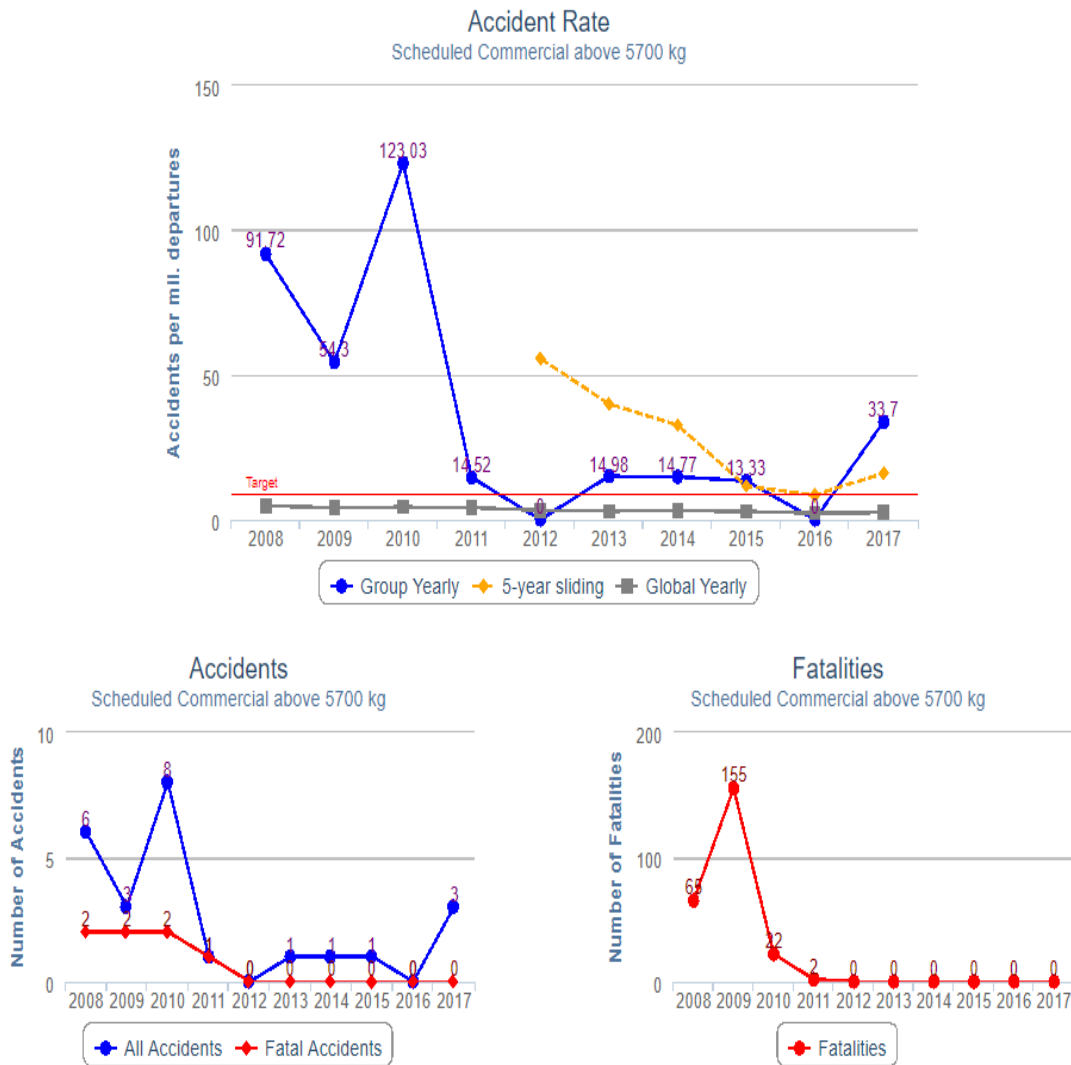 Accident Rate
Scheduled Commercial above 5700 kg
Accidents per mil. departures
150
100
50
0
91.72
54.3
123.03
14.52
0
14.98
14.77
13.33
0
33.7
Target
2008 2009 2010 2011 2012 2013 2014 2015 2016 2017
Group Yearly 5-year sliding Global Yearly
Accidents
Scheduled Commercial above 5700 kg
Number of Accidents
10
5
0
6 3 8 1 0 1 1 1 0 3
2 2 2 1 0 0 0 0 0 0
2008 2009 2010 2011 2012 2013 2014 2015 2016 2017
All Accidents Fatal Accidents
Fatalities
Scheduled Commercial above 5700 kg
Number of Fatalities
200
100
0
155 22 2 0 0 0 0 0 0
2008 2009 2010 2011 2012 2013 2014 2015 2016 2017
Fatalities